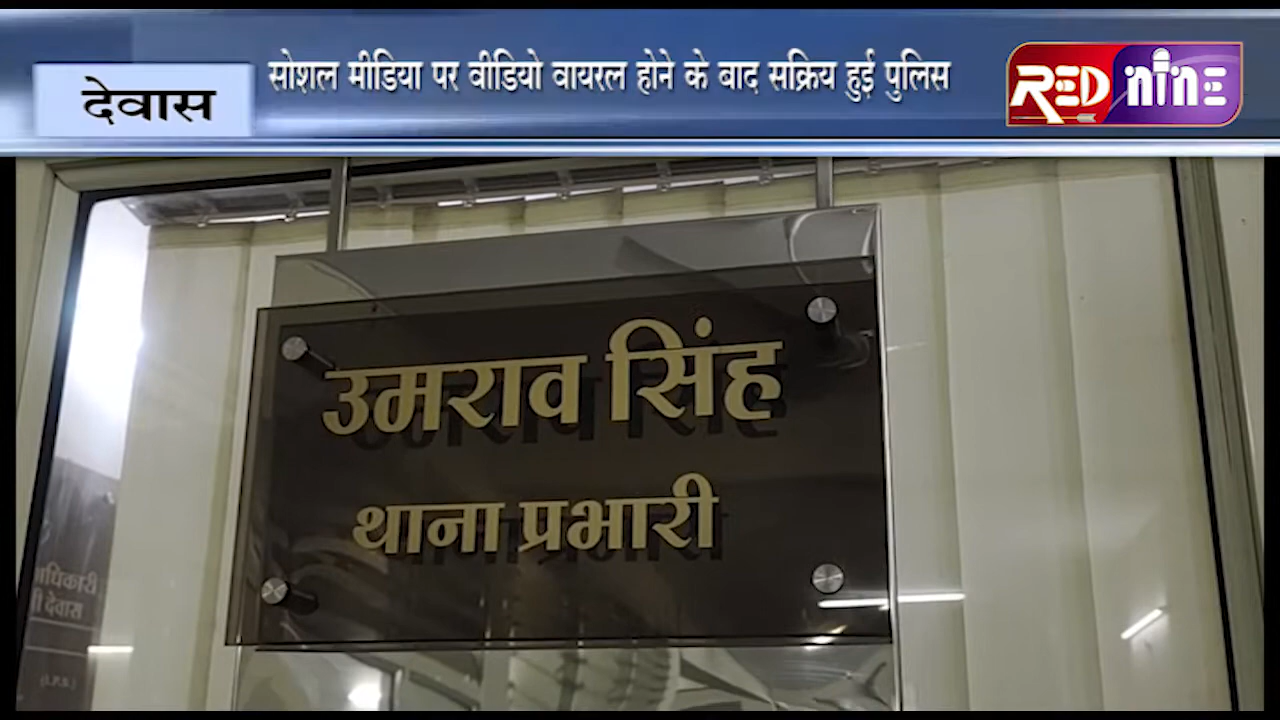 सोशल मीडिया पर वीडियो वायरल होने के बाद सक्रिय हुई पुलिस
देवास
RED NINE
उमराव सिंह
थाना प्रभारी
देवास
(I.P.S.)